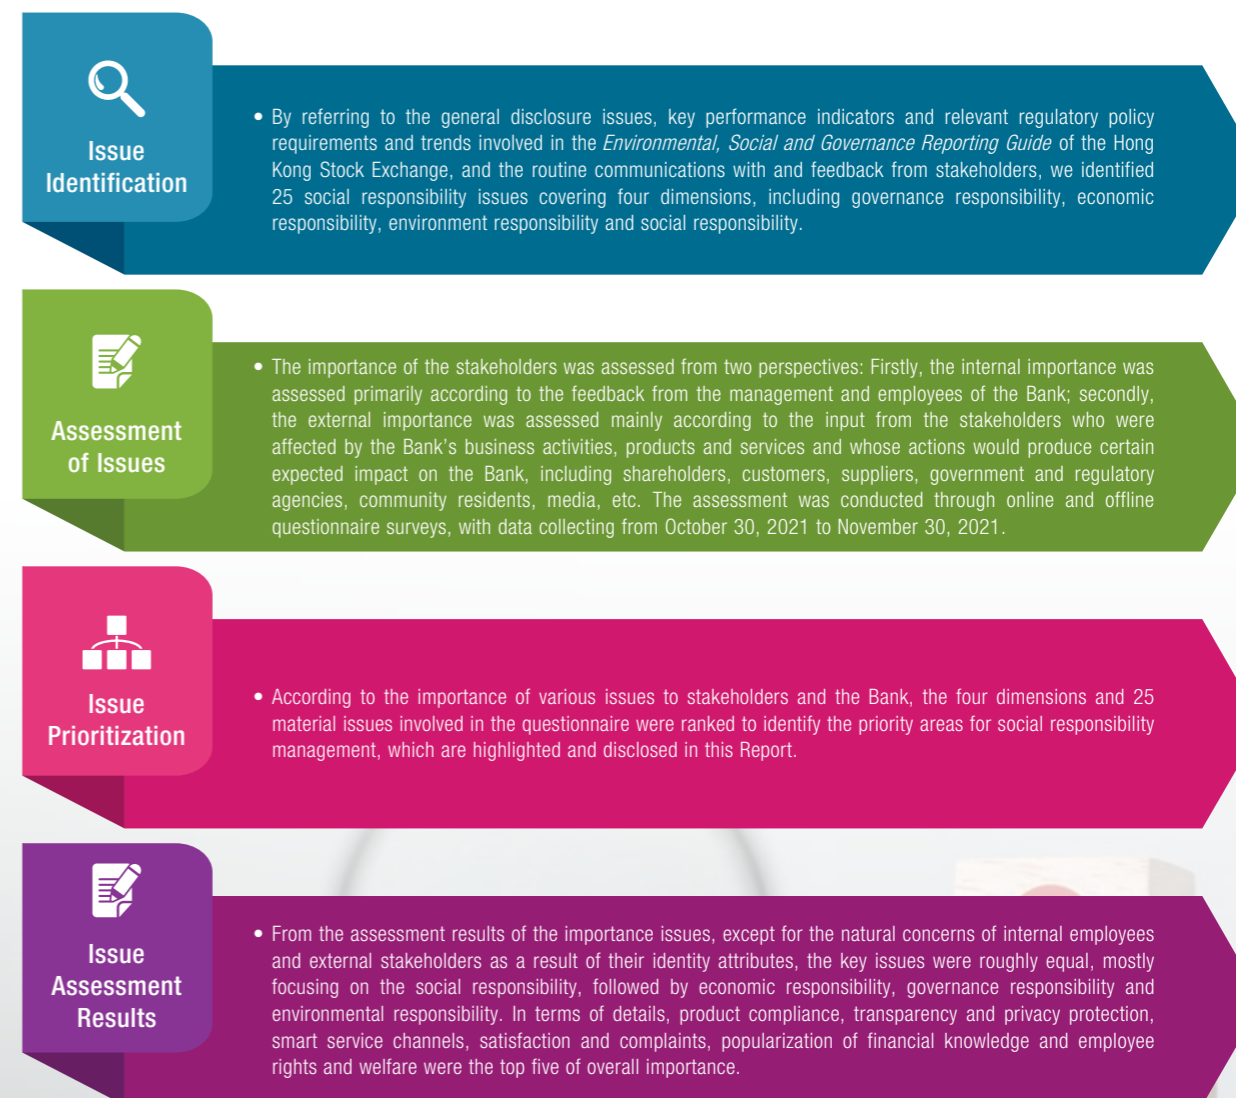 Issue
Identification
• By referring to the general disclosure issues, key performance indicators and relevant regulatory policy
requirements and trends involved in the Environmental, Social and Governance Reporting Guide of the Hong
Kong Stock Exchange, and the routine communications with and feedback from stakeholders, we identified
25 social responsibility issues covering four dimensions, including governance responsibility, economic
responsibility, environment responsibility and social responsibility.
Assessment
of Issues
• The importance of the stakeholders was assessed from two perspectives: Firstly, the internal importance was
assessed primarily according to the feedback from the management and employees of the Bank; secondly,
the external importance was assessed mainly according to the input from the stakeholders who were
affected by the Bank's business activities, products and services and whose actions would produce certain
expected impact on the Bank, including shareholders, customers, suppliers, government and regulatory
agencies, community residents, media, etc. The assessment was conducted through online and offline
questionnaire surveys, with data collecting from October 30, 2021 to November 30, 2021.
Issue
Prioritization
• According to the importance of various issues to stakeholders and the Bank, the four dimensions and 25
material issues involved in the questionnaire were ranked to identify the priority areas for social responsibility
management, which are highlighted and disclosed in this Report.
Issue
Assessment
Results
• From the assessment results of the importance issues, except for the natural concerns of internal employees
and external stakeholders as a result of their identity attributes, the key issues were roughly equal, mostly
focusing on the social responsibility, followed by economic responsibility, governance responsibility and
environmental responsibility. In terms of details, product compliance, transparency and privacy protection,
smart service channels, satisfaction and complaints, popularization of financial knowledge and employee
rights and welfare were the top five of overall importance.